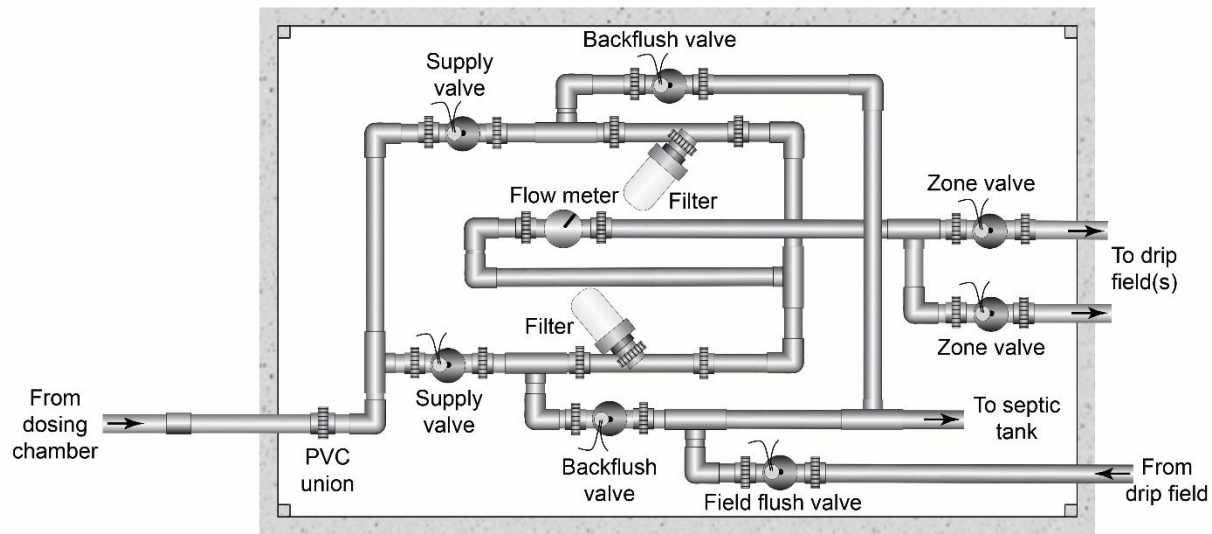 Backflush valve
Supply
valve
Flow meter
Filter
Zone valve
To drip
field(s)
Filter
Zone valve
From
dosing
chamber
Supply
valve
To septic
tank
PVC
union
Backflush
valve
Field flush valve
From
drip field